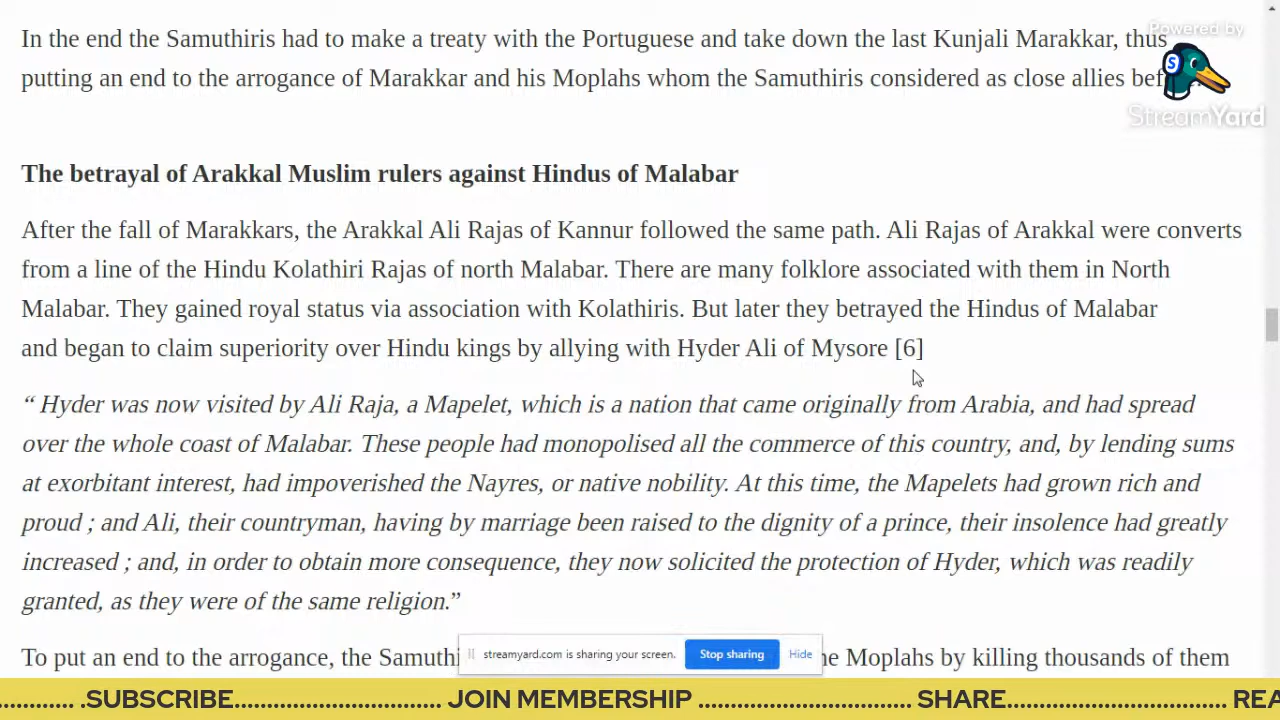 Powered by
In the end the Samuthiris had to make a treaty with the Portuguese and take down the last Kunjali Marakkar, thus
putting an end to the arrogance of Marakkar and his Moplahs whom the Samuthiris considered as close allies
StreamYard
The betrayal of Arakkal Muslim rulers against Hindus of Malabar
After the fall of Marakkars, the Arakkal Ali Rajas of Kannur followed the same path. Ali Rajas of Arakkal were converts
from a line of the Hindu Kolathiri Rajas of north Malabar. There are many folklore associated with them in North
Malabar. They gained royal status via association with Kolathiris. But later they betrayed the Hindus of Malabar
and began to claim superiority over Hindu kings by allying with Hyder Ali of Mysore [6]
“ Hyder was now visited by Ali Raja, a Mapelet, which is a nation that came originally from Arabia, and had spread
over the whole coast of Malabar. These people had monopolised all the commerce of this country, and, by lending sums
at exorbitant interest, had impoverished the Nayres, or native nobility. At this time, the Mapelets had grown rich and
proud ; and Ali, their countryman, having by marriage been raised to the dignity of a prince, their insolence had greatly
increased ; and, in order to obtain more consequence, they now solicited the protection of Hyder, which was readily
granted, as they were of the same religion.”
To put an end to the arrogance, the Moplahs by killing thousands of them
streamyard.com is sharing your screen. Stop sharing Hide
............ .SUBSCRIBE................................ JOIN MEMBERSHIP ................................. SHARE.................................